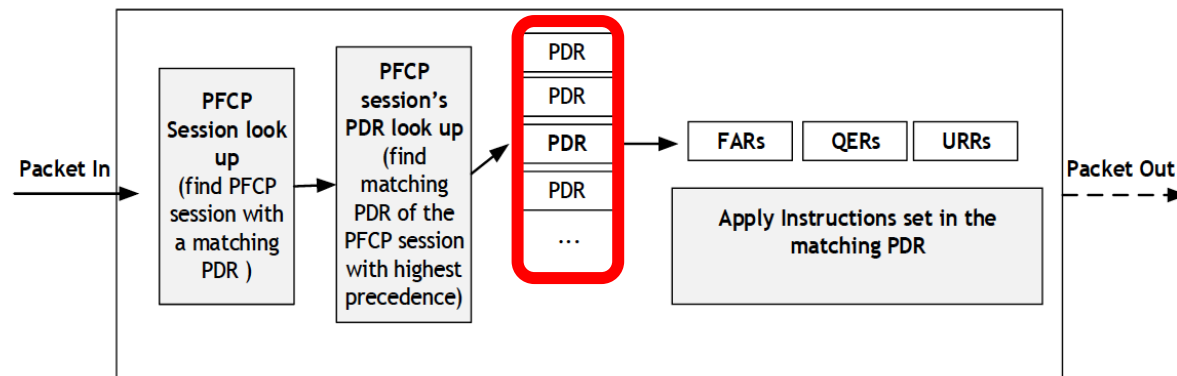 Packet In
PFCP
Session look
up
(find PFCP
session with
a matching
PDR )
PFCP
session's
PDR look up
(find
matching
PDR of the
PFCP session
with highest
precedence)
PDR
PDR
PDR
PDR
...
FARs
QERs
URRs
Apply Instructions set in the
matching PDR
Packet Out